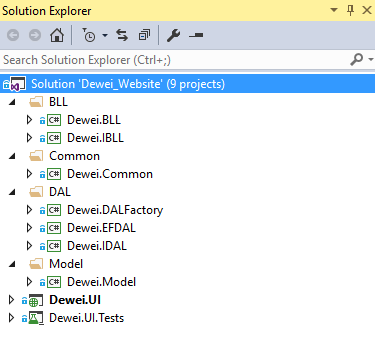 Solution Explorer
Search Solution Explorer (Ctrl+;)
Solution 'Dewei_Website' (9 projects)
BLL
C# Dewei.BLL
C# Dewei.IBLL
Common
C# Dewei.Common
DAL
C# Dewei.DALFactory
C# Dewei.EFDAL
C# Dewei.IDAL
Model
C# Dewei.Model
Dewei.UI
Dewei.UI.Tests